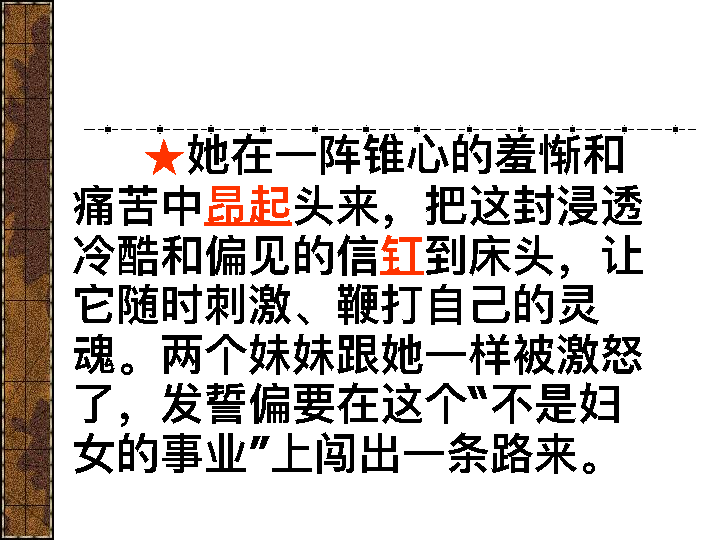 ★她在一阵锥心的羞惭和
痛苦中昂起头来，把这封浸透
冷酷和偏见的信钉到床头，让
它随时刺激、鞭打自己的灵
魂。两个妹妹跟她一样被激怒
了，发誓偏要在这个“不是妇
女的事业”上闯出一条路来。